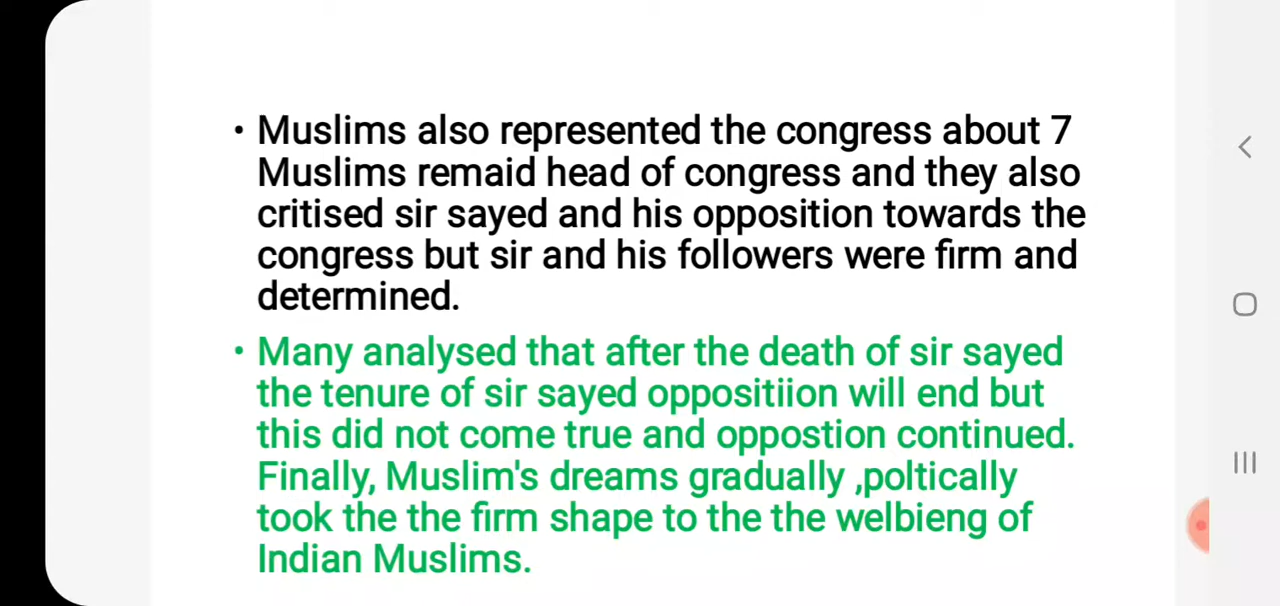 • Muslims also represented the congress about 7
Muslims remaid head of congress and they also
critised sir sayed and his opposition towards the
congress but sir and his followers were firm and
determined.
• Many analysed that after the death of sir sayed
the tenure of sir sayed oppositiion will end but
this did not come true and oppostion continued.
Finally, Muslim's dreams gradually ,poltically
took the the firm shape to the the welbieng of
Indian Muslims.